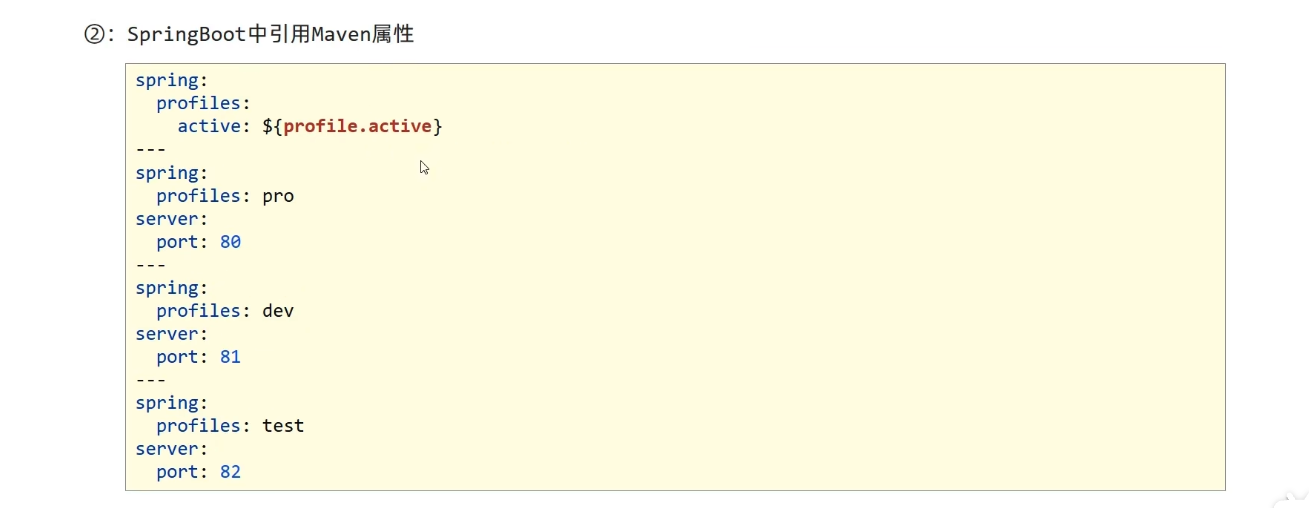 ②：SpringBoot中引用Maven属性
spring:
  profiles:
    active: ${profile.active}
---
spring:
  profiles: pro
server:
  port: 80
---
spring:
  profiles: dev
server:
  port: 81
---
spring:
  profiles: test
server:
  port: 82